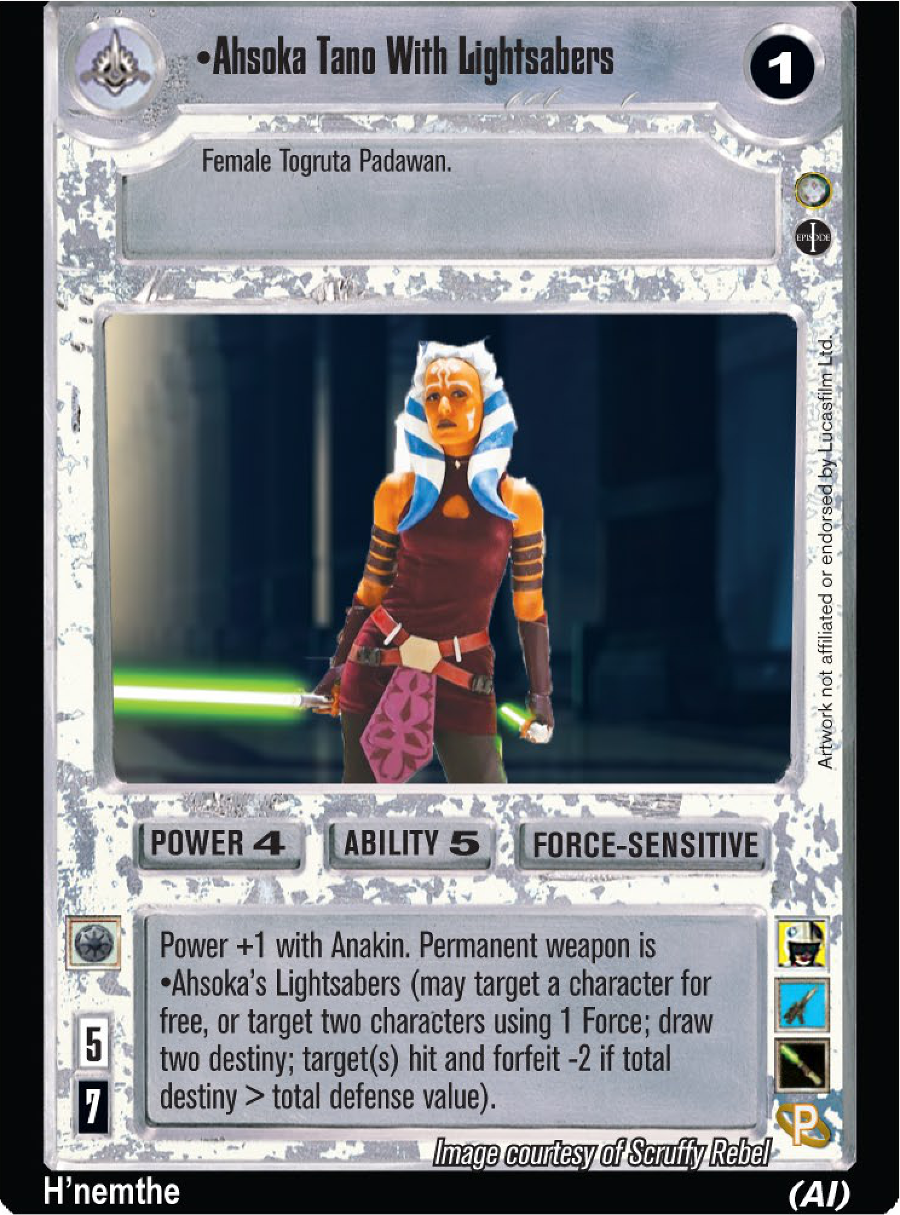 •Ahsoka Tano With Lightsabers
1
Female Togruta Padawan.
EPISODE
I
Artwork not affiliated or endorsed by Lucasfilm Ltd.
POWER 4
ABILITY 5
FORCE-SENSITIVE
Power +1 with Anakin. Permanent weapon is
•Ahsoka's Lightsabers (may target a character for
free, or target two characters using 1 Force; draw
two destiny; target(s) hit and forfeit -2 if total
destiny > total defense value).
5
7
P
Image courtesy of Scruffy Rebel
H'nemthe
(AI)